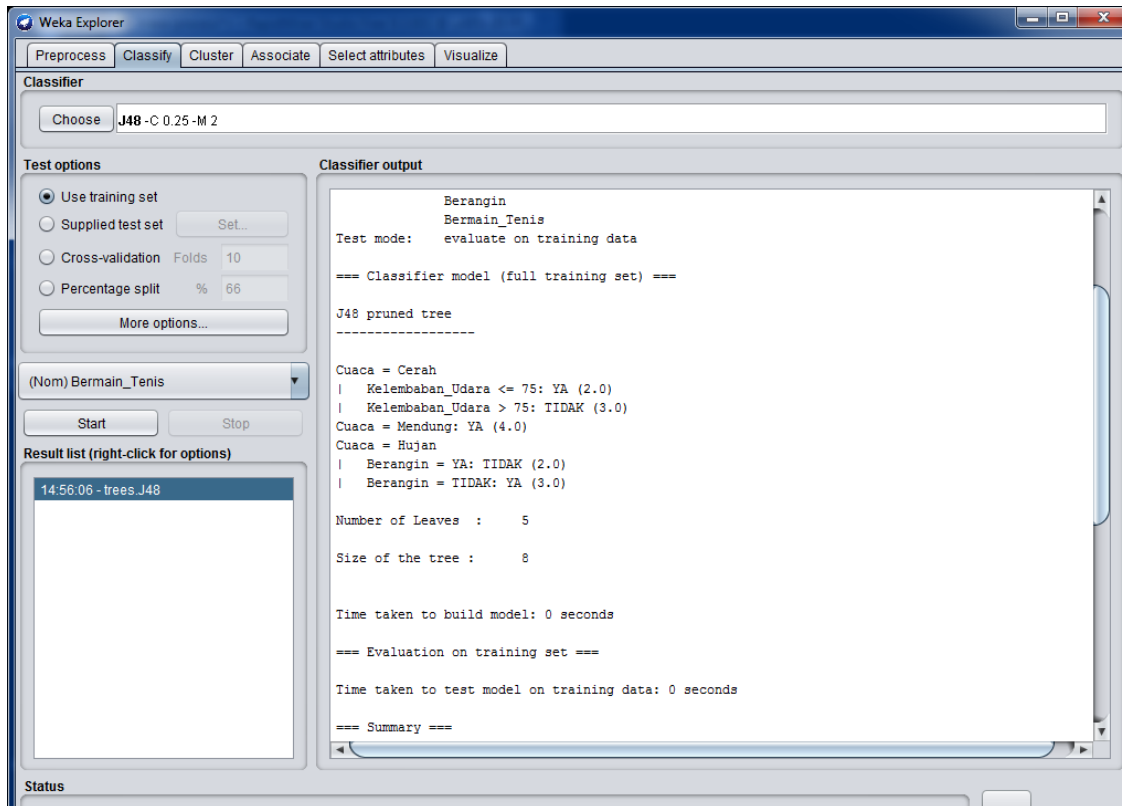 Weka Explorer
Preprocess Classify Cluster Associate Select attributes Visualize
Classifier
Choose J48 -C 0.25 -M 2
Test options
Use training set
Supplied test set Set...
Cross-validation Folds 10
Percentage split % 66
More options...
(Nom) Bermain_Tenis
Start Stop
Result list (right-click for options)
14:56:06 - trees.J48
Classifier output
Berangin
Bermain_Tenis
Test mode: evaluate on training data
=== Classifier model (full training set) ===
J48 pruned tree
------------------
Cuaca = Cerah
| Kelembaban_Udara <= 75: YA (2.0)
| Kelembaban_Udara > 75: TIDAK (3.0)
Cuaca = Mendung: YA (4.0)
Cuaca = Hujan
| Berangin = YA: TIDAK (2.0)
| Berangin = TIDAK: YA (3.0)
Number of Leaves : 5
Size of the tree : 8
Time taken to build model: 0 seconds
=== Evaluation on training set ===
Time taken to test model on training data: 0 seconds
=== Summary ===
Status